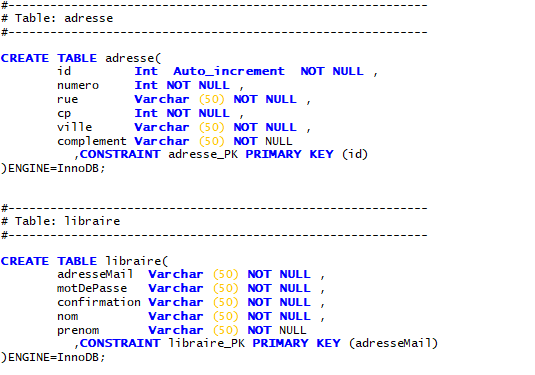 #------------------------------------------------------------
# Table: adresse
#------------------------------------------------------------
CREATE TABLE adresse(
        id         Int  Auto_increment  NOT NULL ,
        numero     Int NOT NULL ,
        rue        Varchar (50) NOT NULL ,
        cp         Int NOT NULL ,
        ville      Varchar (50) NOT NULL ,
        complement Varchar (50) NOT NULL
	,CONSTRAINT adresse_PK PRIMARY KEY (id)
)ENGINE=InnoDB;
#------------------------------------------------------------
# Table: libraire
#------------------------------------------------------------
CREATE TABLE libraire(
        adresseMail  Varchar (50) NOT NULL ,
        motDePasse   Varchar (50) NOT NULL ,
        confirmation Varchar (50) NOT NULL ,
        nom          Varchar (50) NOT NULL ,
        prenom       Varchar (50) NOT NULL
	,CONSTRAINT libraire_PK PRIMARY KEY (adresseMail)
)ENGINE=InnoDB;